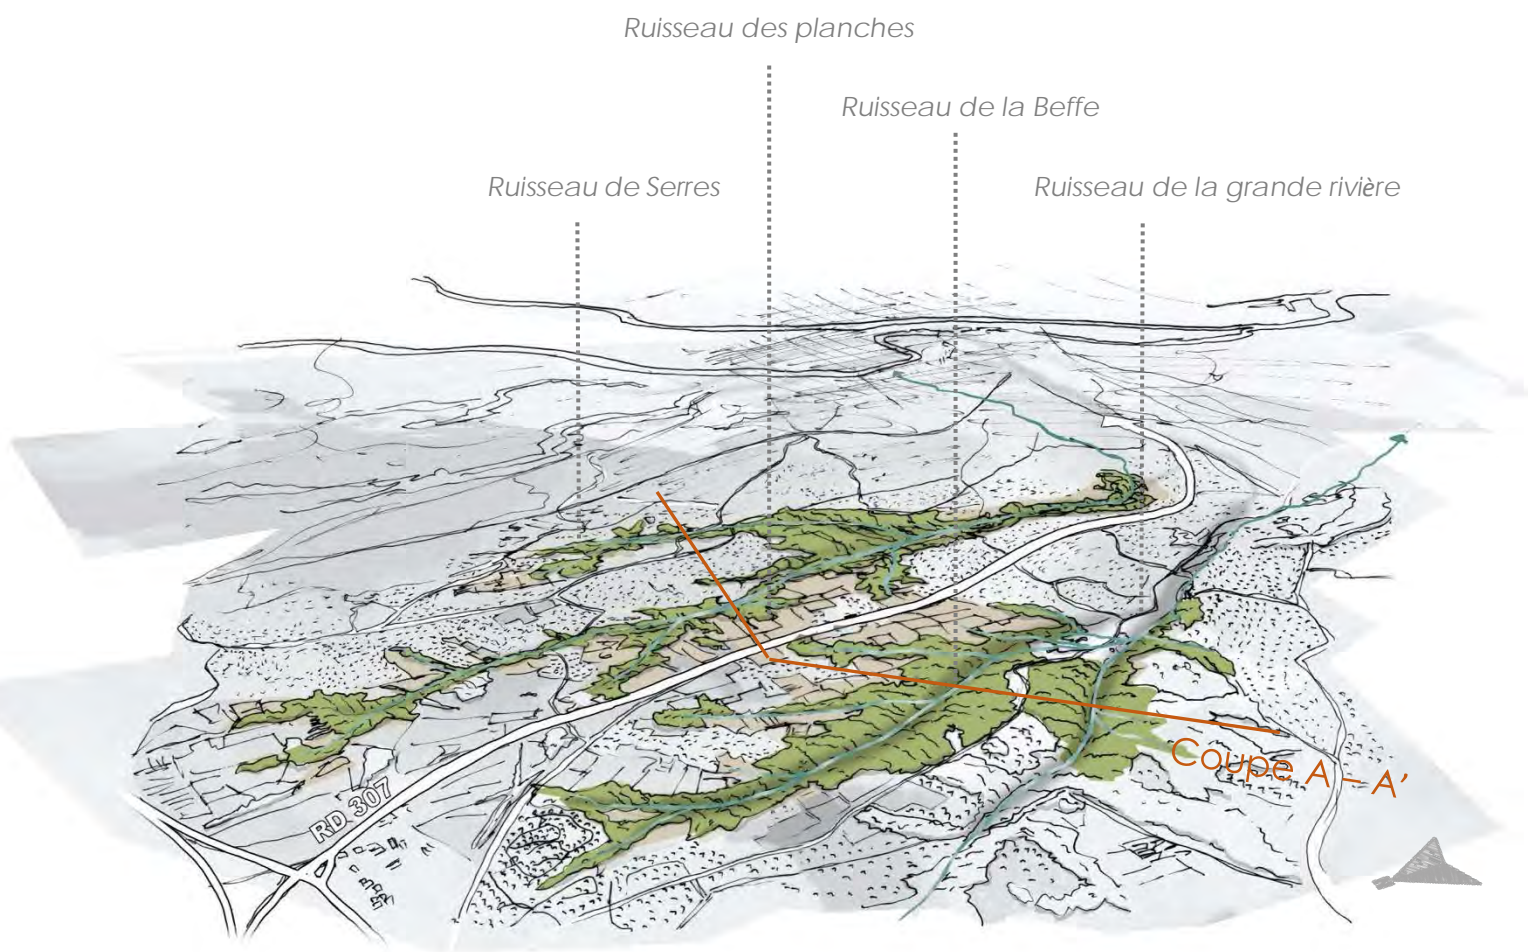 Ruisseau des planches
Ruisseau de la Beffe
Ruisseau de Serres
Ruisseau de la grande rivière
RD 307
Coupe A – A’